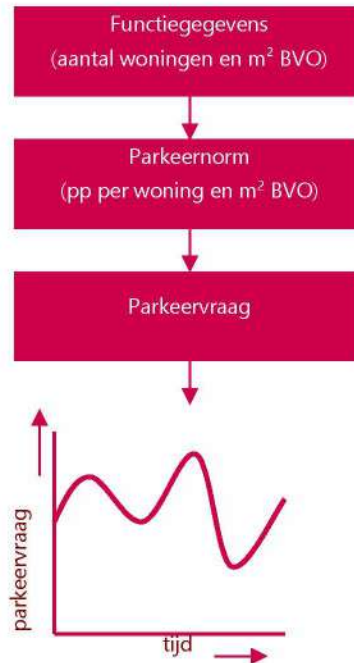 Functiegegevens
(aantal woningen en m² BVO)
Parkeernorm
(pp per woning en m² BVO)
Parkeervraag
parkeervraag
tijd